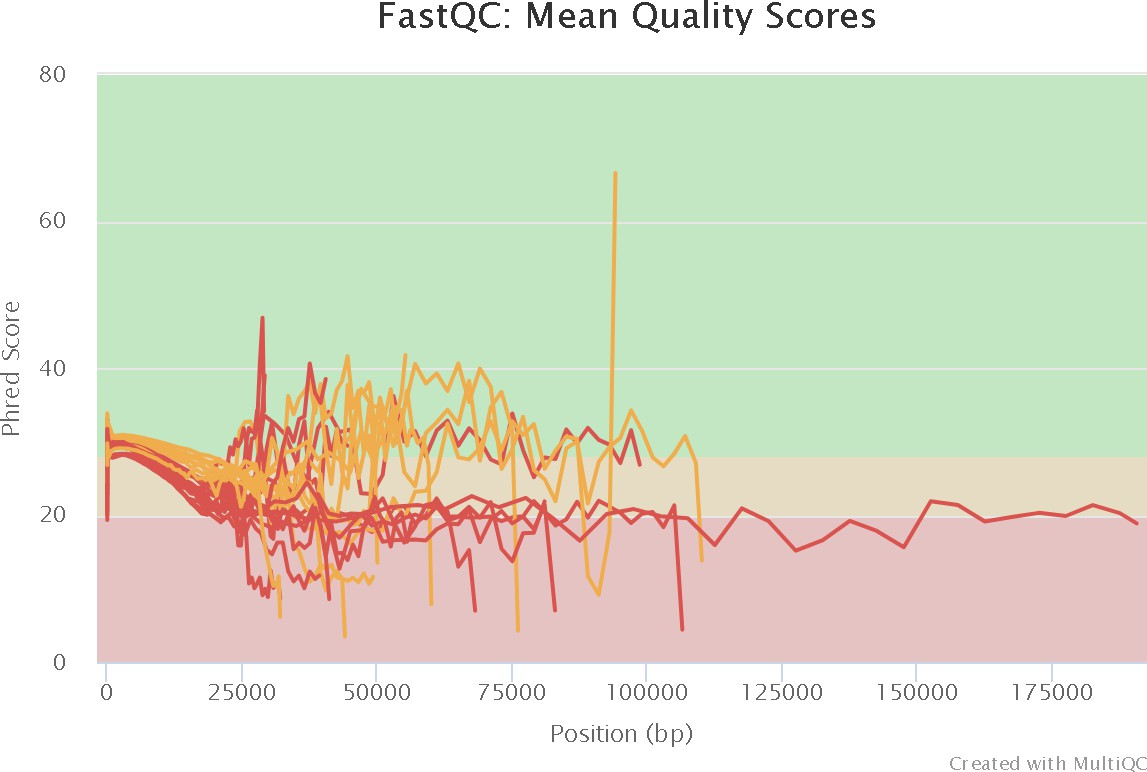 FastQC: Mean Quality Scores
80
60
40
20
0
Phred Score
0 25000 50000 75000 100000 125000 150000 175000
Position (bp)
Created with MultiQC